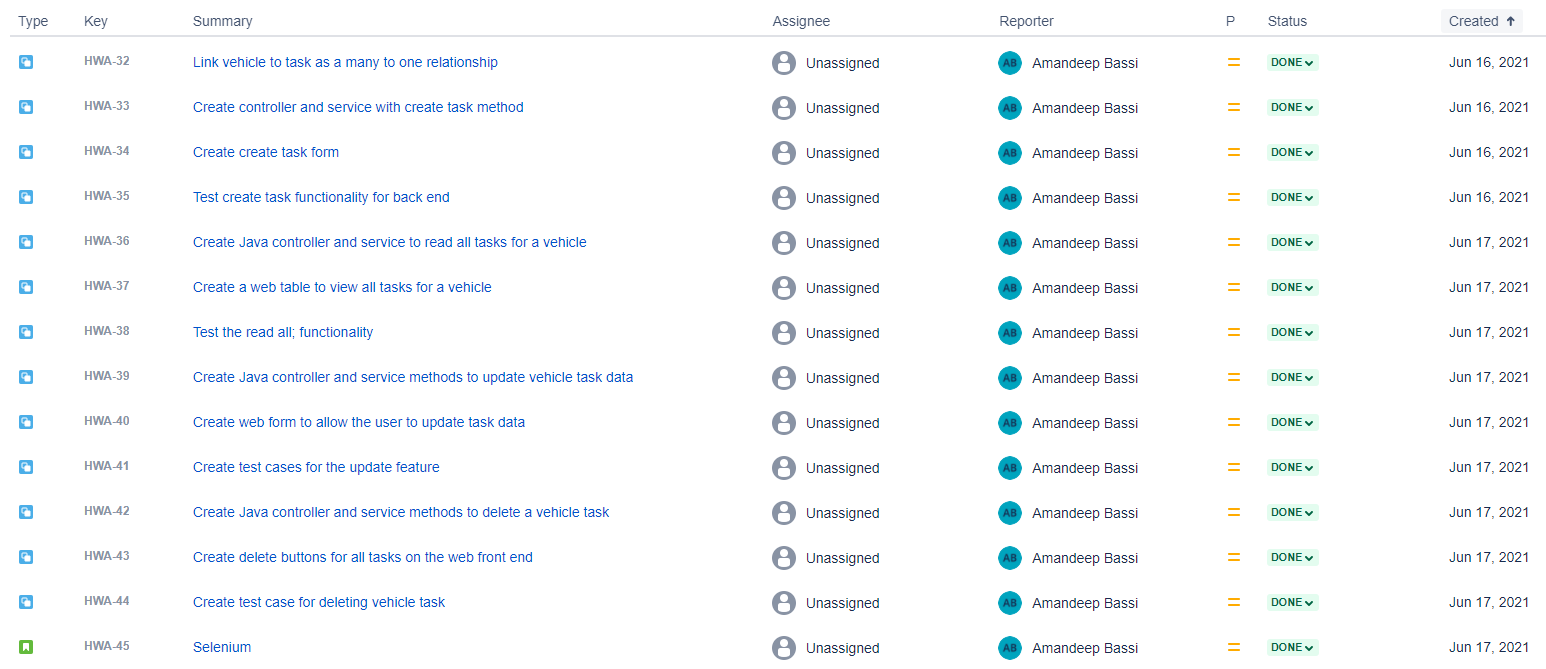 Type Key Summary Assignee Reporter P Status Created ↑
HWA-32 Link vehicle to task as a many to one relationship Unassigned AB Amandeep Bassi DONE Jun 16, 2021
HWA-33 Create controller and service with create task method Unassigned AB Amandeep Bassi DONE Jun 16, 2021
HWA-34 Create create task form Unassigned AB Amandeep Bassi DONE Jun 16, 2021
HWA-35 Test create task functionality for back end Unassigned AB Amandeep Bassi DONE Jun 16, 2021
HWA-36 Create Java controller and service to read all tasks for a vehicle Unassigned AB Amandeep Bassi DONE Jun 17, 2021
HWA-37 Create a web table to view all tasks for a vehicle Unassigned AB Amandeep Bassi DONE Jun 17, 2021
HWA-38 Test the read all; functionality Unassigned AB Amandeep Bassi DONE Jun 17, 2021
HWA-39 Create Java controller and service methods to update vehicle task data Unassigned AB Amandeep Bassi DONE Jun 17, 2021
HWA-40 Create web form to allow the user to update task data Unassigned AB Amandeep Bassi DONE Jun 17, 2021
HWA-41 Create test cases for the update feature Unassigned AB Amandeep Bassi DONE Jun 17, 2021
HWA-42 Create Java controller and service methods to delete a vehicle task Unassigned AB Amandeep Bassi DONE Jun 17, 2021
HWA-43 Create delete buttons for all tasks on the web front end Unassigned AB Amandeep Bassi DONE Jun 17, 2021
HWA-44 Create test case for deleting vehicle task Unassigned AB Amandeep Bassi DONE Jun 17, 2021
HWA-45 Selenium Unassigned AB Amandeep Bassi DONE Jun 17, 2021